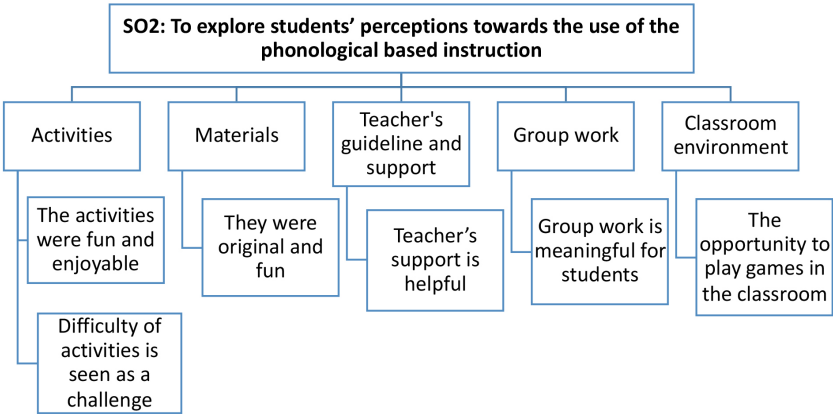 SO2: To explore students’ perceptions towards the use of the
phonological based instruction
Activities
The activities
were fun and
enjoyable
Difficulty of
activities is
seen as a
challenge
Materials
They were
original and
fun
Teacher's
guideline and
support
Teacher’s
support is
helpful
Group work
Group work is
meaningful for
students
Classroom
environment
The
opportunity to
play games in
the classroom